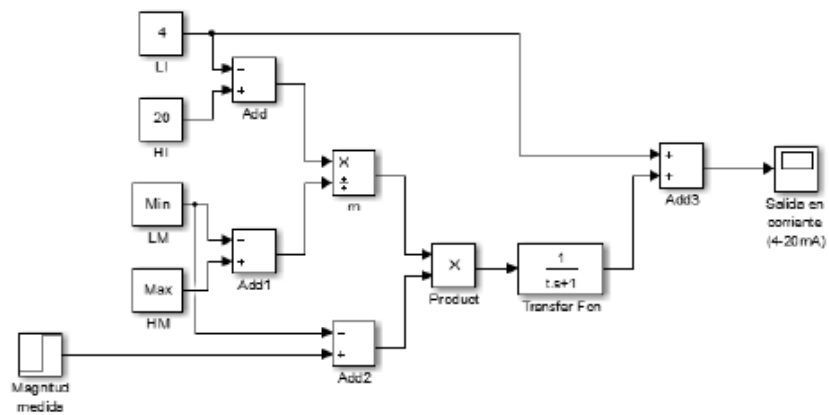 4
LI
- 
+
Add
20
HI
×
÷
m
Min
LM
-
+
Add1
Max
HM
-
+
Add2
Magnitud
medida
×
Product
1
t.s+1
Transfer Fcn
+
+
Add3
Salida en
corriente
(4-20mA)